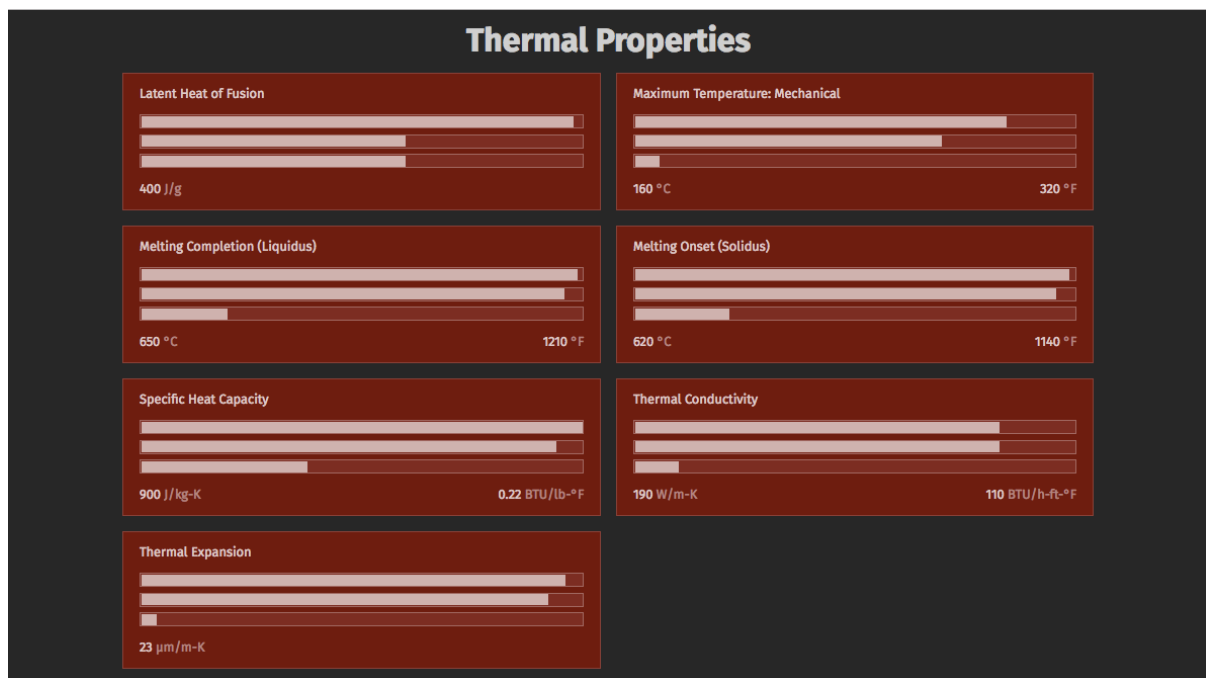 Thermal Properties
Latent Heat of Fusion
400 J/g
Maximum Temperature: Mechanical
160 °C 320 °F
Melting Completion (Liquidus)
650 °C 1210 °F
Melting Onset (Solidus)
620 °C 1140 °F
Specific Heat Capacity
900 J/kg-K 0.22 BTU/lb-°F
Thermal Conductivity
190 W/m-K 110 BTU/h-ft-°F
Thermal Expansion
23 µm/m-K